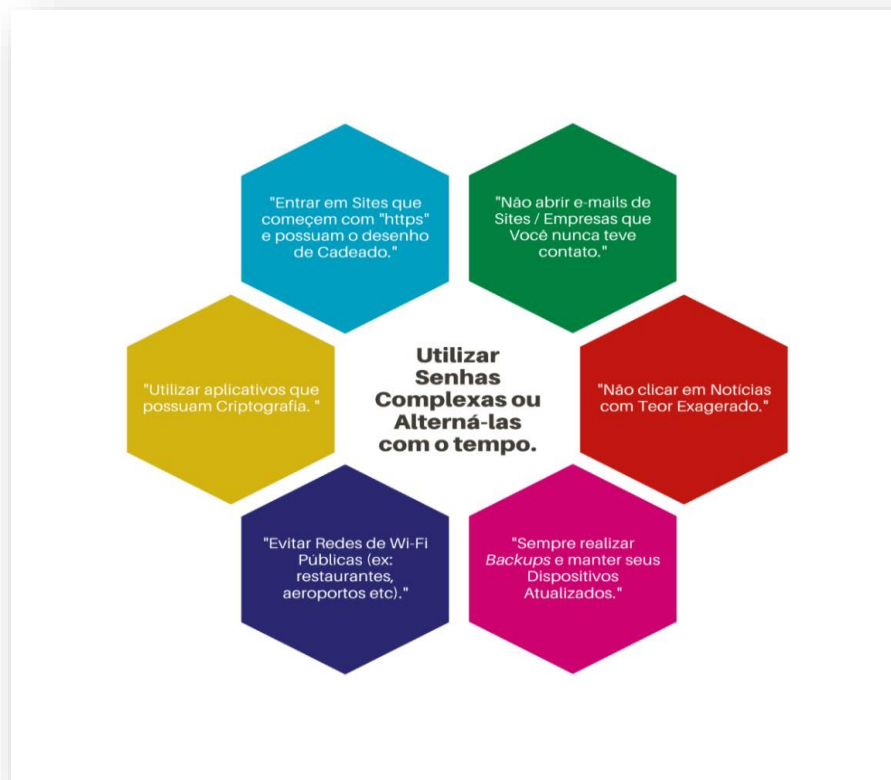 "Entrar em Sites que
começem com "https"
e possuam o desenho
de Cadeado."
"Não abrir e-mails de
Sites / Empresas que
Você nunca teve
contato."
"Utilizar aplicativos que
possuam Criptografia. "
Utilizar
Senhas
Complexas ou
Alterná-las
com o tempo.
"Não clicar em Notícias
com Teor Exagerado."
"Evitar Redes de Wi-Fi
Públicas (ex:
restaurantes,
aeroportos etc)."
"Sempre realizar
Backups e manter seus
Dispositivos
Atualizados."